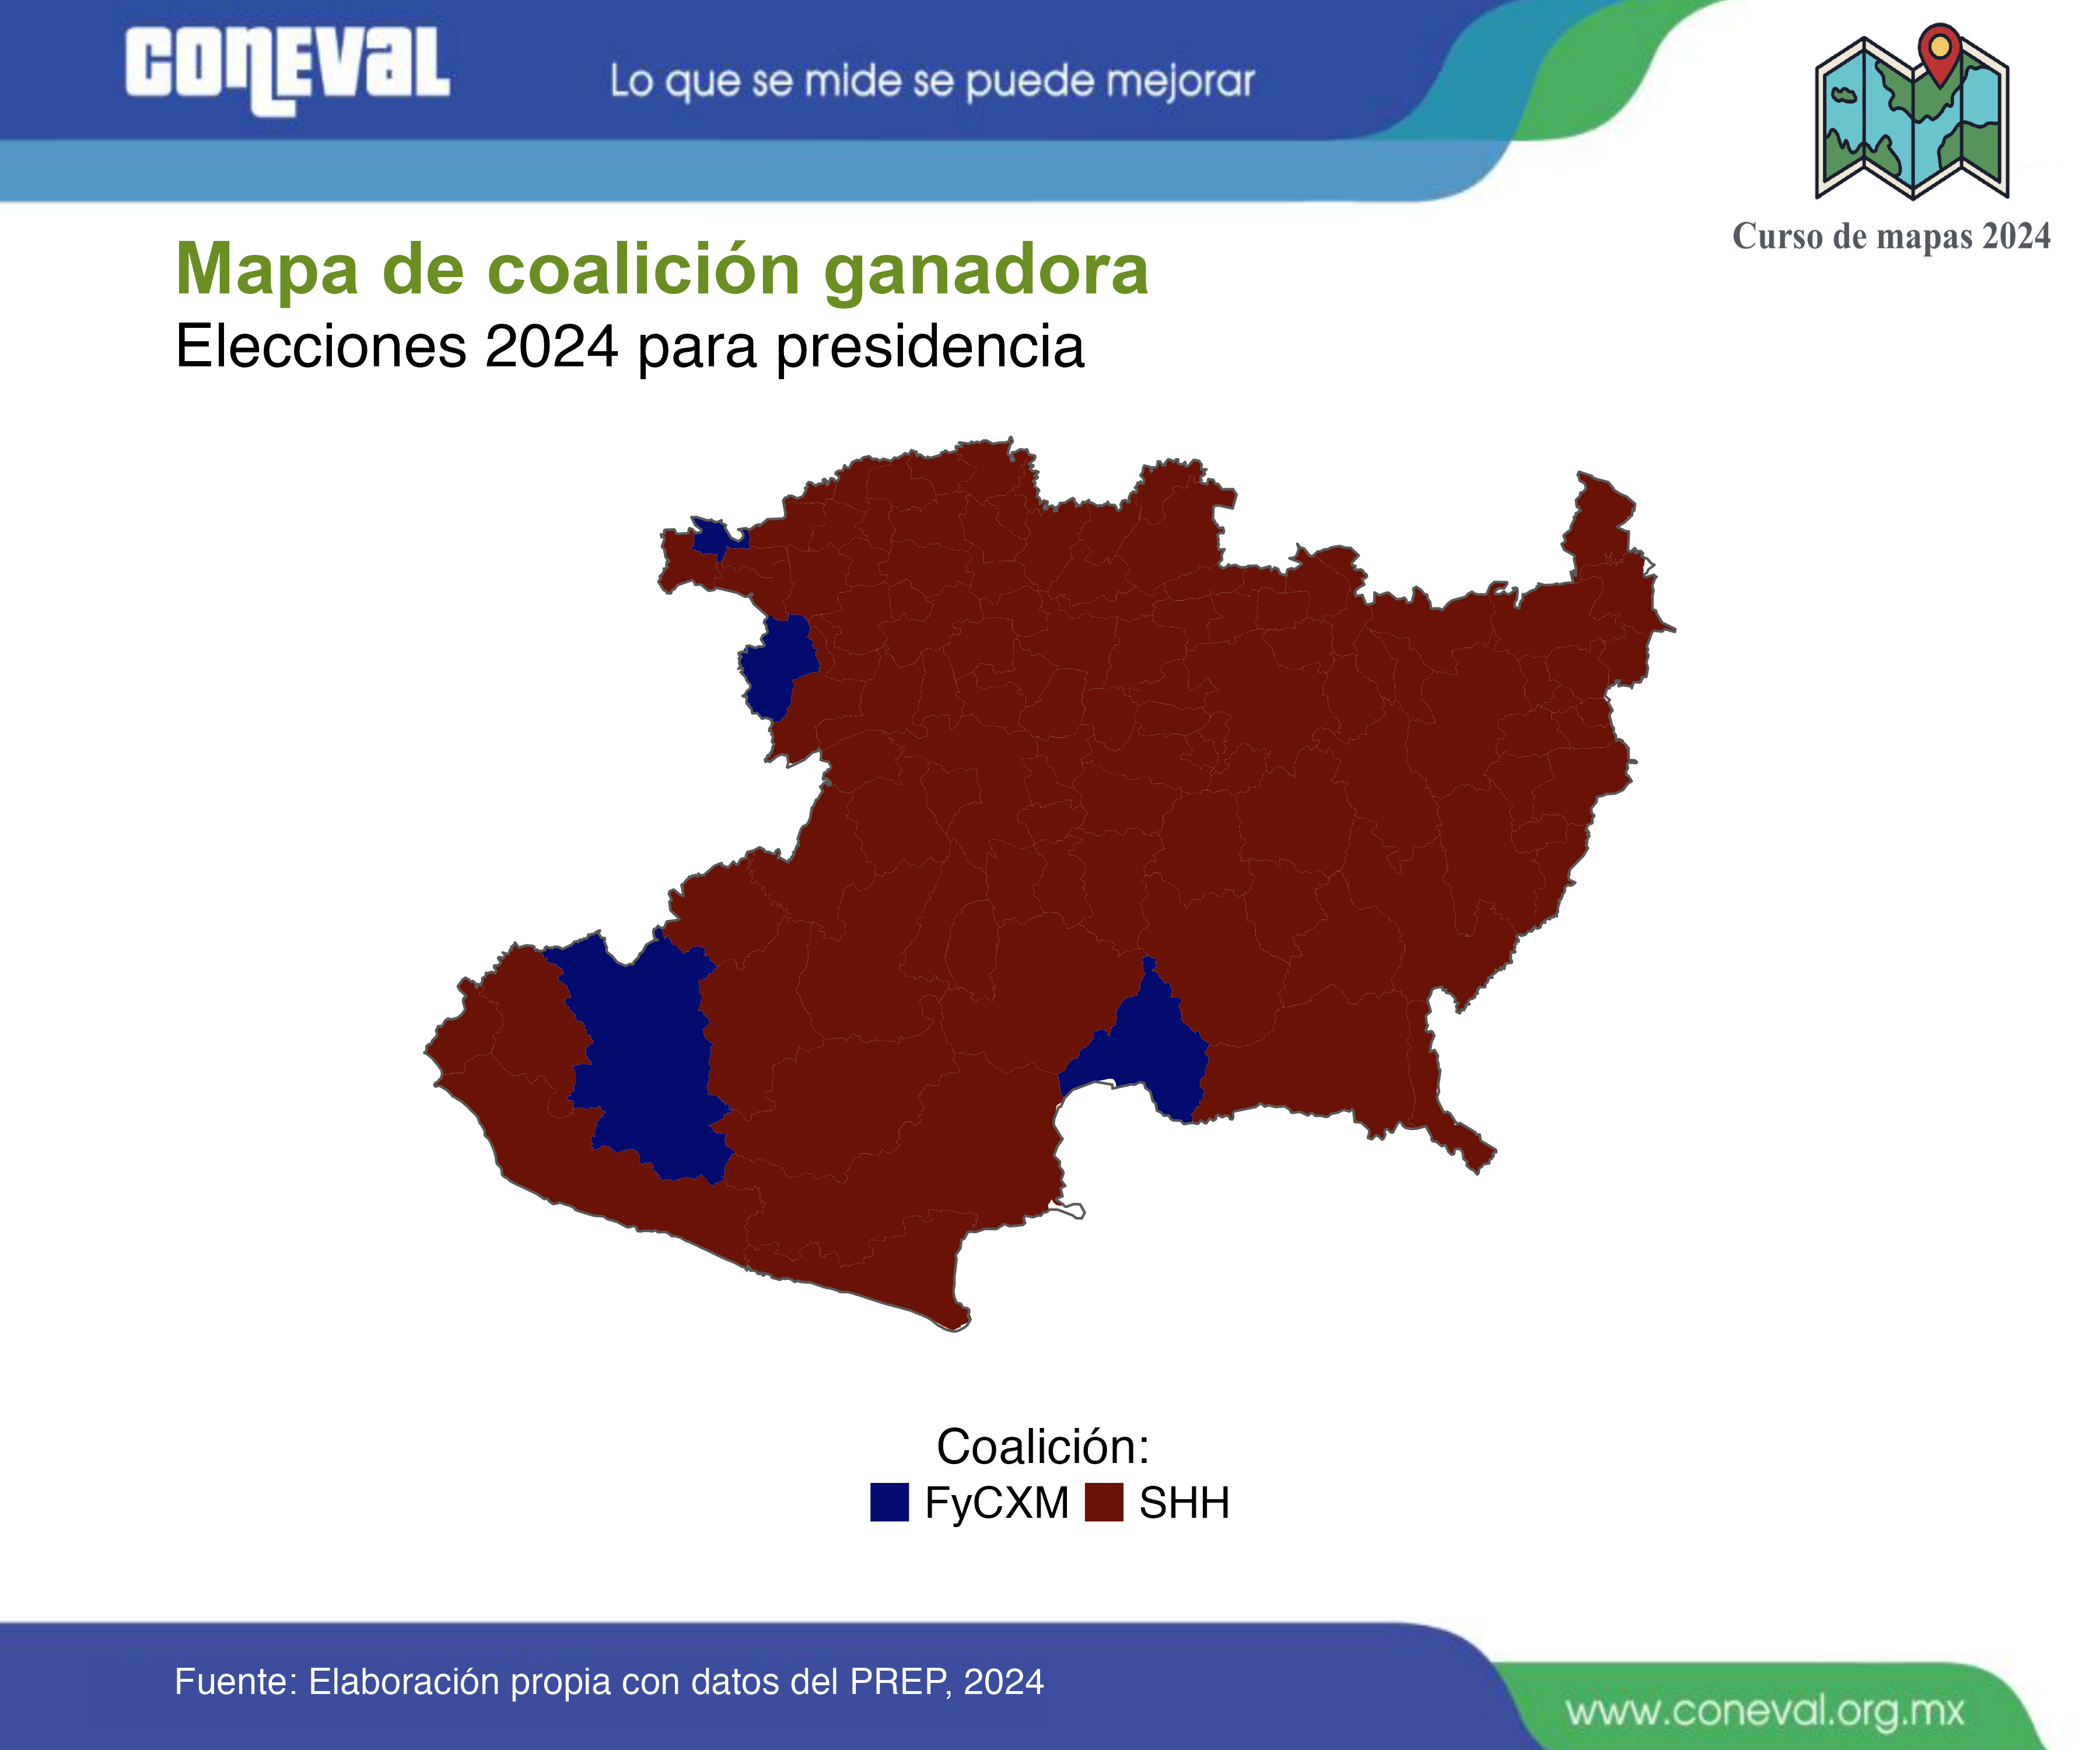 conEVal
Lo que se mide se puede mejorar
Curso de mapas 2024
Mapa de coalición ganadora
Elecciones 2024 para presidencia
Coalición:
FyCXM SHH
Fuente: Elaboración propia con datos del PREP, 2024
www.coneval.org.mx